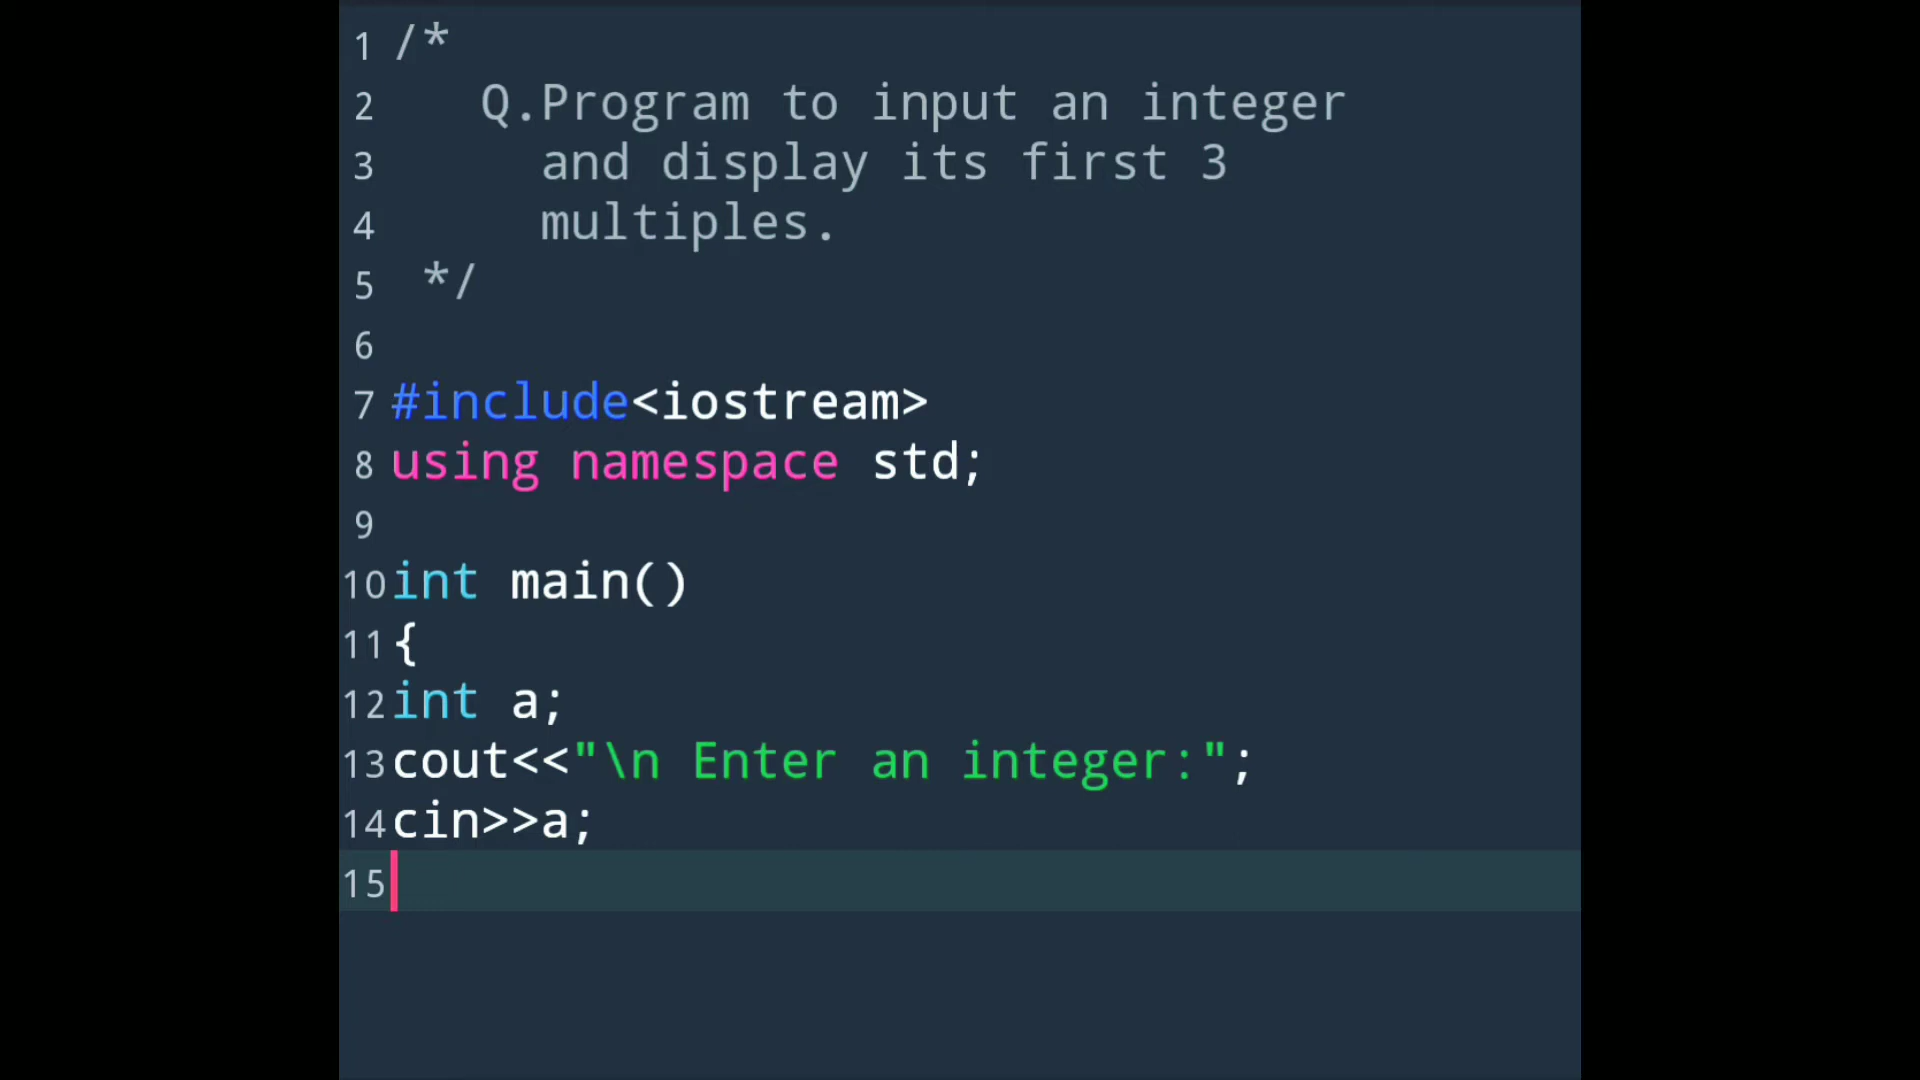 1 /*
2 Q.Program to input an integer
3 and display its first 3
4 multiples.
5 */
6
7 #include<iostream>
8 using namespace std;
9
10 int main()
11 {
12 int a;
13 cout<<"\n Enter an integer:";
14 cin>>a;
15